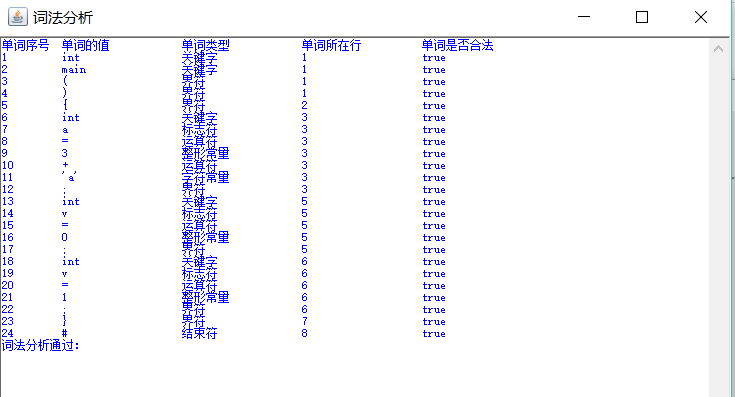 词法分析
单词序号 单词的值 单词类型 单词所在行 单词是否合法
1 int 关键字 1 true
2 main 关键字 1 true
3 ( 界符 1 true
4 ) 界符 1 true
5 { 界符 2 true
6 int 关键字 3 true
7 a 标志符 3 true
8 = 运算符 3 true
9 3 整形常量 3 true
10 + 运算符 3 true
11 'a' 字符常量 3 true
12 ; 界符 3 true
13 int 关键字 5 true
14 v 标志符 5 true
15 = 运算符 5 true
16 0 整形常量 5 true
17 ; 界符 5 true
18 int 关键字 6 true
19 v 标志符 6 true
20 = 运算符 6 true
21 1 整形常量 6 true
22 ; 界符 6 true
23 } 界符 7 true
24 # 结束符 8 true
词法分析通过: